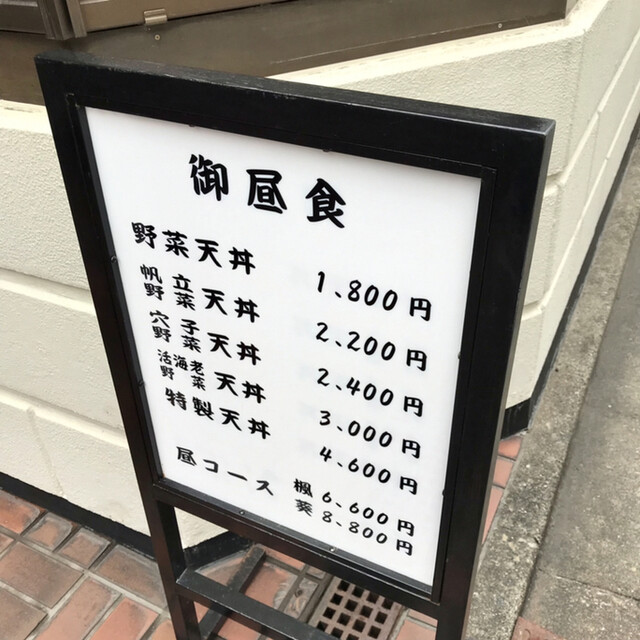 御昼食
野菜天丼 1、800円
帆立野菜天丼 2、200円
穴子野菜天丼 2、400円
活海老野菜天丼 3、000円
特製天丼 4、600円
昼コース 楓 6、600円
葵 8、800円